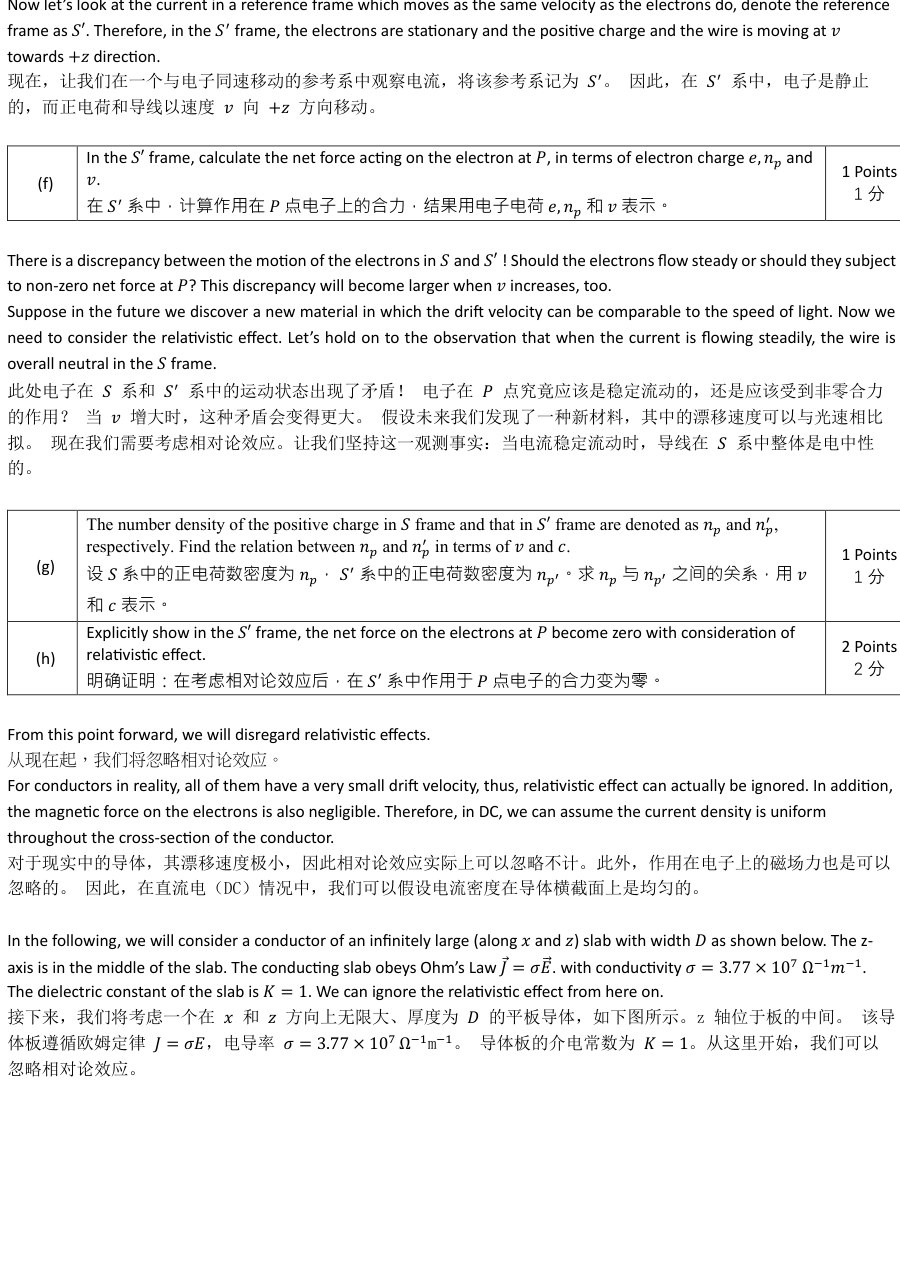 Now let's look at the current in a reference frame which moves as the same velocity as the electrons do, denote the reference
frame as S′. Therefore, in the S′ frame, the electrons are stationary and the positive charge and the wire is moving at v
towards +z direction.
现在，让我们在一个与电子同速移动的参考系中观察电流，将该参考系记为 S′。 因此，在 S′ 系中，电子是静止
的，而正电荷和导线以速度 v 向 +z 方向移动。
(f)
In the S′ frame, calculate the net force acting on the electron at P, in terms of electron charge e, nₚ and
v.
在 S′ 系中，计算作用在 P 点电子上的合力，结果用电子电荷 e, nₚ 和 v 表示。
1 Points
1 分
There is a discrepancy between the motion of the electrons in S and S′ ! Should the electrons flow steady or should they subject
to non-zero net force at P? This discrepancy will become larger when v increases, too.
Suppose in the future we discover a new material in which the drift velocity can be comparable to the speed of light. Now we
need to consider the relativistic effect. Let's hold on to the observation that when the current is flowing steadily, the wire is
overall neutral in the S frame.
此处电子在 S 系和 S′ 系中的运动状态出现了矛盾！ 电子在 P 点究竟应该是稳定流动的，还是应该受到非零合力
的作用？ 当 v 增大时，这种矛盾会变得更大。 假设未来我们发现了一种新材料，其中的漂移速度可以与光速相比
拟。 现在我们需要考虑相对论效应。让我们坚持这一观测事实：当电流稳定流动时，导线在 S 系中整体是电中性
的。
(g)
The number density of the positive charge in S frame and that in S′ frame are denoted as nₚ and n′ₚ,
respectively. Find the relation between nₚ and n′ₚ in terms of v and c.
设 S 系中的正电荷数密度为 nₚ， S′ 系中的正电荷数密度为 nₚ′。求 nₚ 与 nₚ′ 之间的关系，用 v
和 c 表示。
1 Points
1 分
(h)
Explicitly show in the S′ frame, the net force on the electrons at P become zero with consideration of
relativistic effect.
明确证明：在考虑相对论效应后，在 S′ 系中作用于 P 点电子的合力变为零。
2 Points
2 分
From this point forward, we will disregard relativistic effects.
从现在起，我们将忽略相对论效应。
For conductors in reality, all of them have a very small drift velocity, thus, relativistic effect can actually be ignored. In addition,
the magnetic force on the electrons is also negligible. Therefore, in DC, we can assume the current density is uniform
throughout the cross-section of the conductor.
对于现实中的导体，其漂移速度极小，因此相对论效应实际上可以忽略不计。此外，作用在电子上的磁场力也是可以
忽略的。 因此，在直流电（DC）情况中，我们可以假设电流密度在导体横截面上是均匀的。
In the following, we will consider a conductor of an infinitely large (along x and z) slab with width D as shown below. The z-
axis is in the middle of the slab. The conducting slab obeys Ohm's Law J⃗ = σE⃗. with conductivity σ = 3.77 × 10⁷ Ω⁻¹m⁻¹.
The dielectric constant of the slab is K = 1. We can ignore the relativistic effect from here on.
接下来，我们将考虑一个在 x 和 z 方向上无限大、厚度为 D 的平板导体，如下图所示。z 轴位于板的中间。 该导
体板遵循欧姆定律 J = σE，电导率 σ = 3.77 × 10⁷ Ω⁻¹m⁻¹。 导体板的介电常数为 K = 1。从这里开始，我们可以
忽略相对论效应。